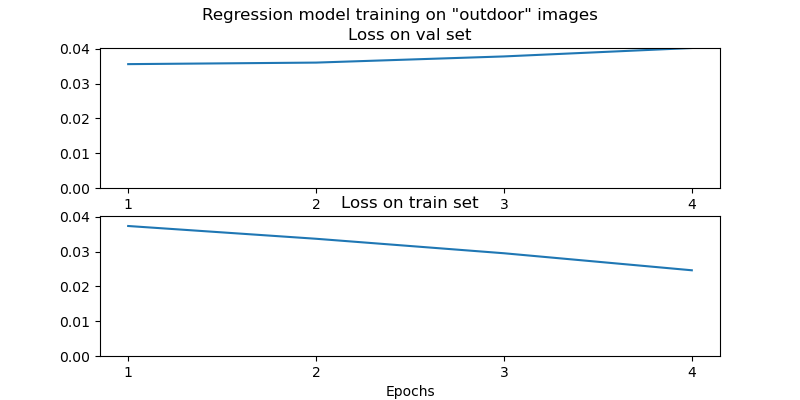 Regression model training on "outdoor" images
Loss on val set
0.04
0.03
0.02
0.01
0.00
1 2 3 4
Loss on train set
0.04
0.03
0.02
0.01
0.00
1 2 3 4
Epochs